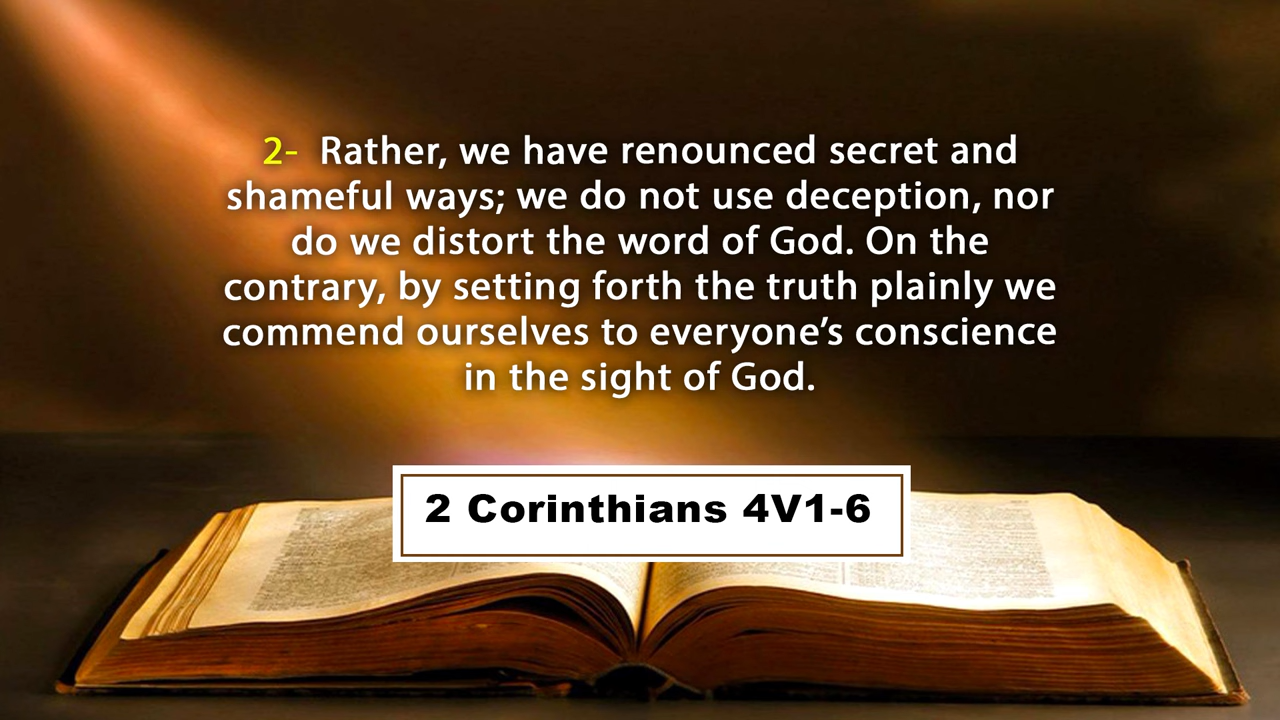 2- Rather, we have renounced secret and
shameful ways; we do not use deception, nor
do we distort the word of God. On the
contrary, by setting forth the truth plainly we
commend ourselves to everyone’s conscience
in the sight of God.
2 Corinthians 4V1-6